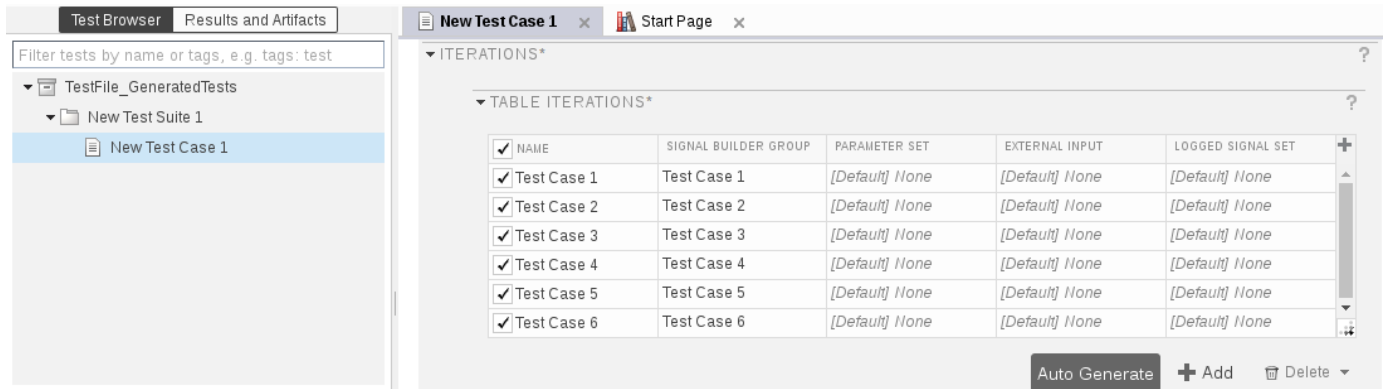 Test Browser Results and Artifacts
Filter tests by name or tags, e.g. tags: test
TestFile_GeneratedTests
New Test Suite 1
New Test Case 1
New Test Case 1 × Start Page ×
ITERATIONS* ?
TABLE ITERATIONS* ?
NAME SIGNAL BUILDER GROUP PARAMETER SET EXTERNAL INPUT LOGGED SIGNAL SET
Test Case 1 Test Case 1 [Default] None [Default] None [Default] None
Test Case 2 Test Case 2 [Default] None [Default] None [Default] None
Test Case 3 Test Case 3 [Default] None [Default] None [Default] None
Test Case 4 Test Case 4 [Default] None [Default] None [Default] None
Test Case 5 Test Case 5 [Default] None [Default] None [Default] None
Test Case 6 Test Case 6 [Default] None [Default] None [Default] None
Auto Generate Add Delete